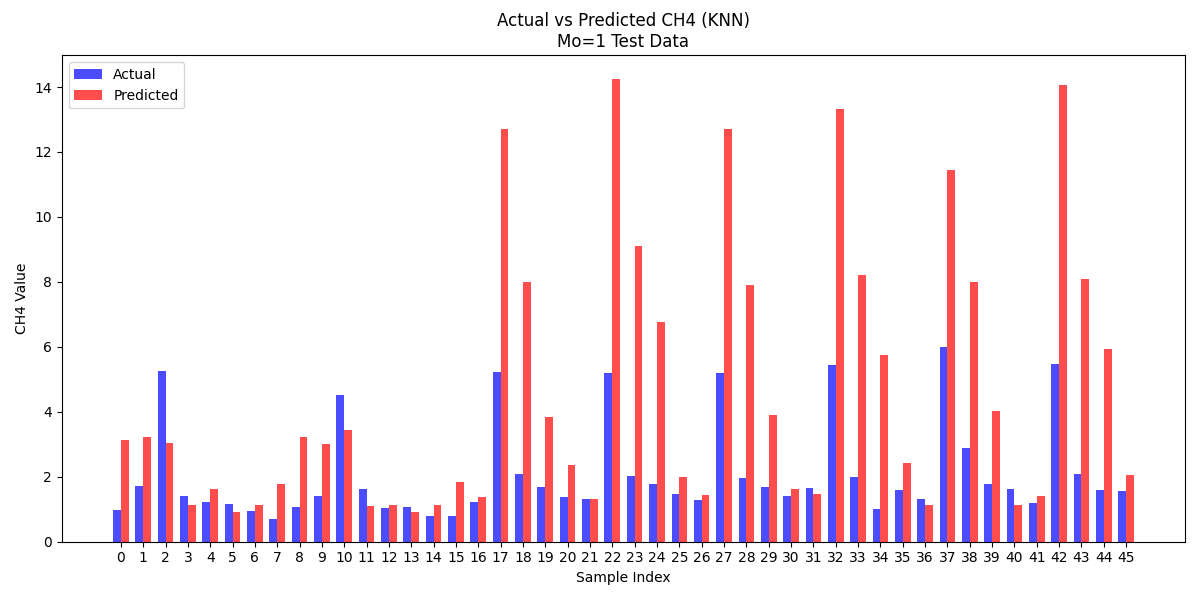 Actual vs Predicted CH4 (KNN)
Mo=1 Test Data
Actual
Predicted
CH4 Value
14
12
10
8
6
4
2
0
0 1 2 3 4 5 6 7 8 9 10 11 12 13 14 15 16 17 18 19 20 21 22 23 24 25 26 27 28 29 30 31 32 33 34 35 36 37 38 39 40 41 42 43 44 45
Sample Index